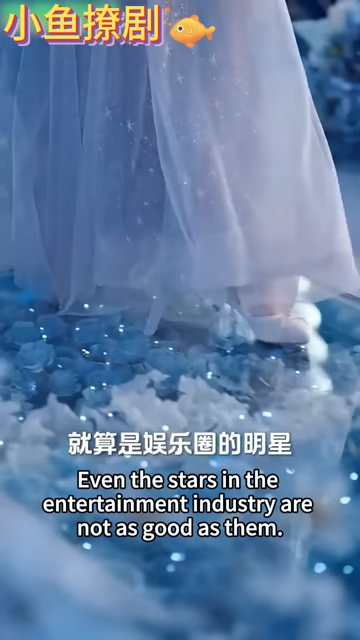 小鱼撩剧
就算是娱乐圈的明星
Even the stars in the
entertainment industry are
not as good as them.